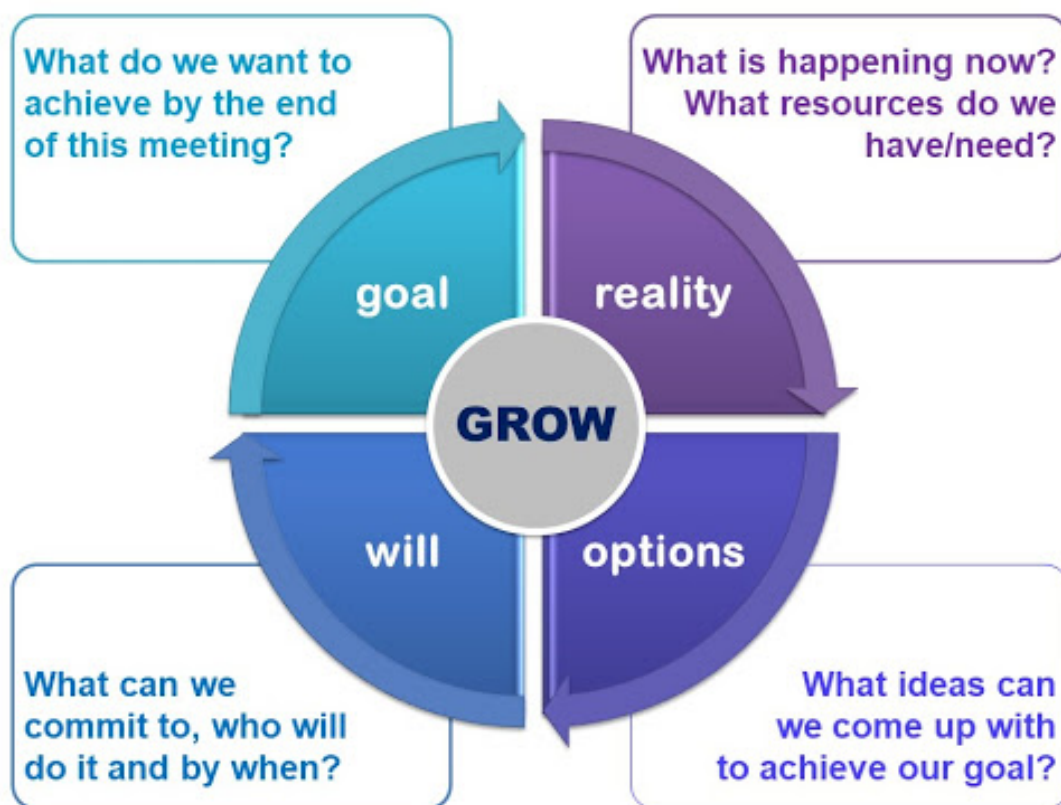 What do we want to
achieve by the end
of this meeting?
What is happening now?
What resources do we
have/need?
goal
reality
GROW
will
options
What can we
commit to, who will
do it and by when?
What ideas can
we come up with
to achieve our goal?